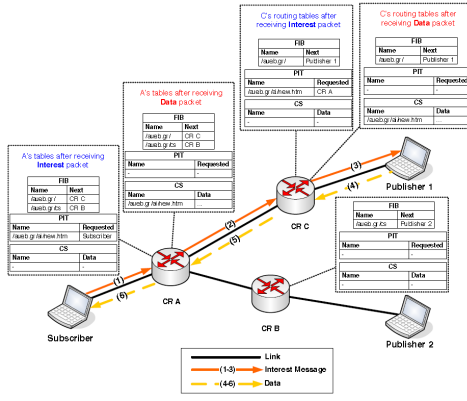 C's routing tables after
receiving Interest packet
FIB
Name Next
/aueb.gr/ Publisher 1
PIT
Name Requested
/aueb.gr/ai/new.htm CR A
CS
Name Data
- -
C's routing tables after
receiving Data packet
FIB
Name Next
/aueb.gr/ Publisher 1
PIT
Name Requested
- -
CS
Name Data
/aueb.gr/ai/new.htm ...
A's tables after receiving
Data packet
FIB
Name Next
/aueb.gr/ CR C
/aueb.gr/cs CR B
PIT
Name Requested
- -
CS
Name Data
/aueb.gr/ai/new.htm ...
A's tables after receiving
Interest packet
FIB
Name Next
/aueb.gr/ CR C
/aueb.gr/cs CR B
PIT
Name Requested
/aueb.gr/ai/new.htm Subscriber
CS
Name Data
- -
FIB
Name Next
/aueb.gr/cs Publisher 2
PIT
Name Requested
- -
CS
Name Data
- -
(1)
(2)
(3)
(4)
(5)
(6)
Subscriber
CR A
CR B
CR C
Publisher 1
Publisher 2
Link
(1-3) Interest Message
(4-6) Data